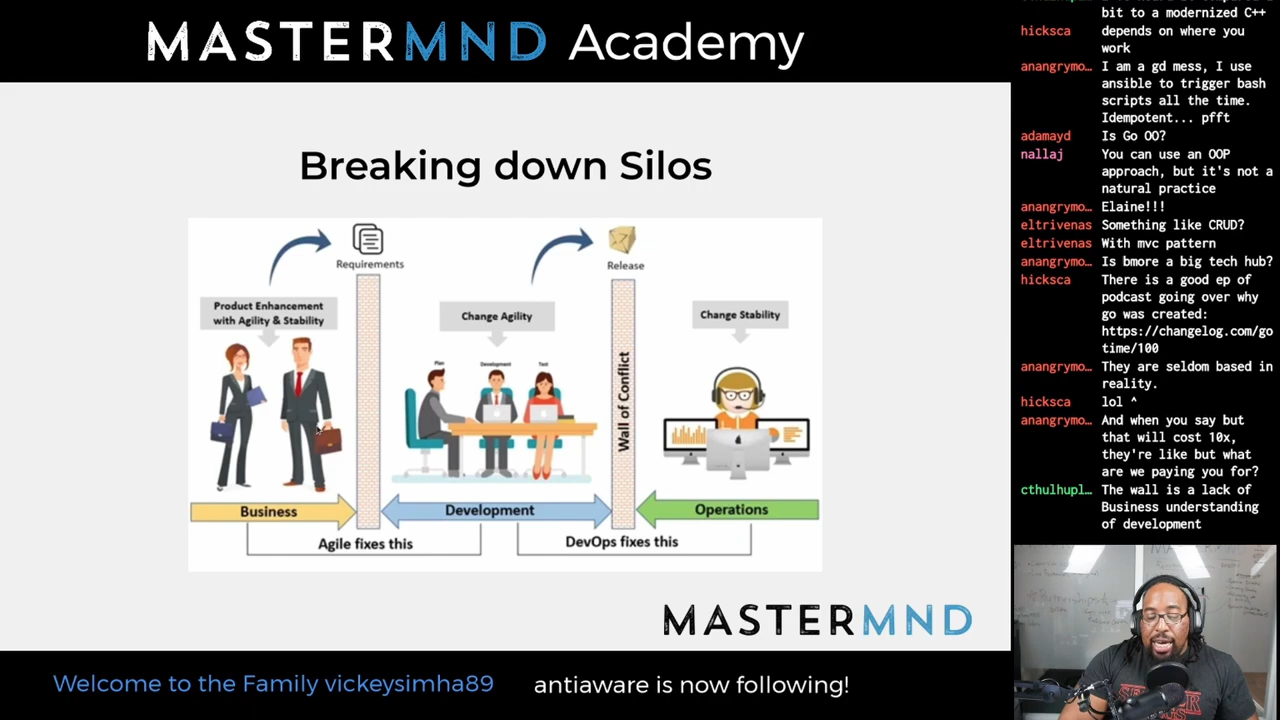 MASTERMND Academy
Breaking down Silos
Requirements
Release
Product Enhancement
with Agility & Stability
Change Agility
Change Stability
Plan
Development
Test
Wall of Conflict
Business
Development
Operations
Agile fixes this
DevOps fixes this
MASTERMND
Welcome to the Family vickeysimha89
antiaware is now following!
bit to a modernized C++
hicksca depends on where you
work
anangrymo… I am a gd mess, I use
ansible to trigger bash
scripts all the time.
Idempotent... pfft
adamayd Is Go OO?
nallaj You can use an OOP
approach, but it's not a
natural practice
anangrymo… Elaine!!!
eltrivenas Something like CRUD?
eltrivenas With mvc pattern
anangrymo… Is bmore a big tech hub?
hicksca There is a good ep of
podcast going over why
go was created:
https://changelog.com/go
time/100
anangrymo… They are seldom based in
reality.
hicksca lol ^
anangrymo… And when you say but
that will cost 10x,
they're like but what
are we paying you for?
cthulhupl… The wall is a lack of
Business understanding
of development